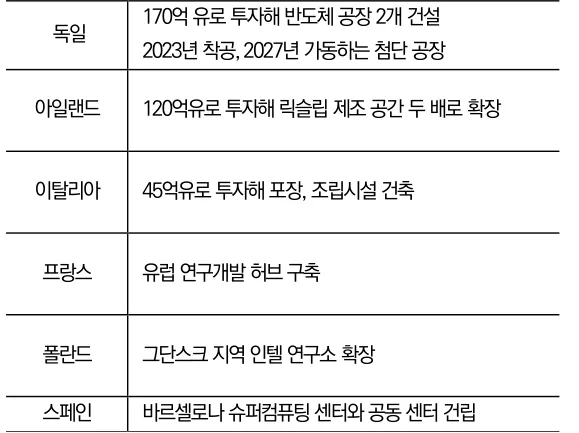 독일
170억 유로 투자해 반도체 공장 2개 건설
2023년 착공, 2027년 가동하는 첨단 공장
아일랜드
120억유로 투자해 릭슬립 제조 공간 두 배로 확장
이탈리아
45억유로 투자해 포장, 조립시설 건축
프랑스
유럽 연구개발 허브 구축
폴란드
그단스크 지역 인텔 연구소 확장
스페인
바르셀로나 슈퍼컴퓨팅 센터와 공동 센터 건립